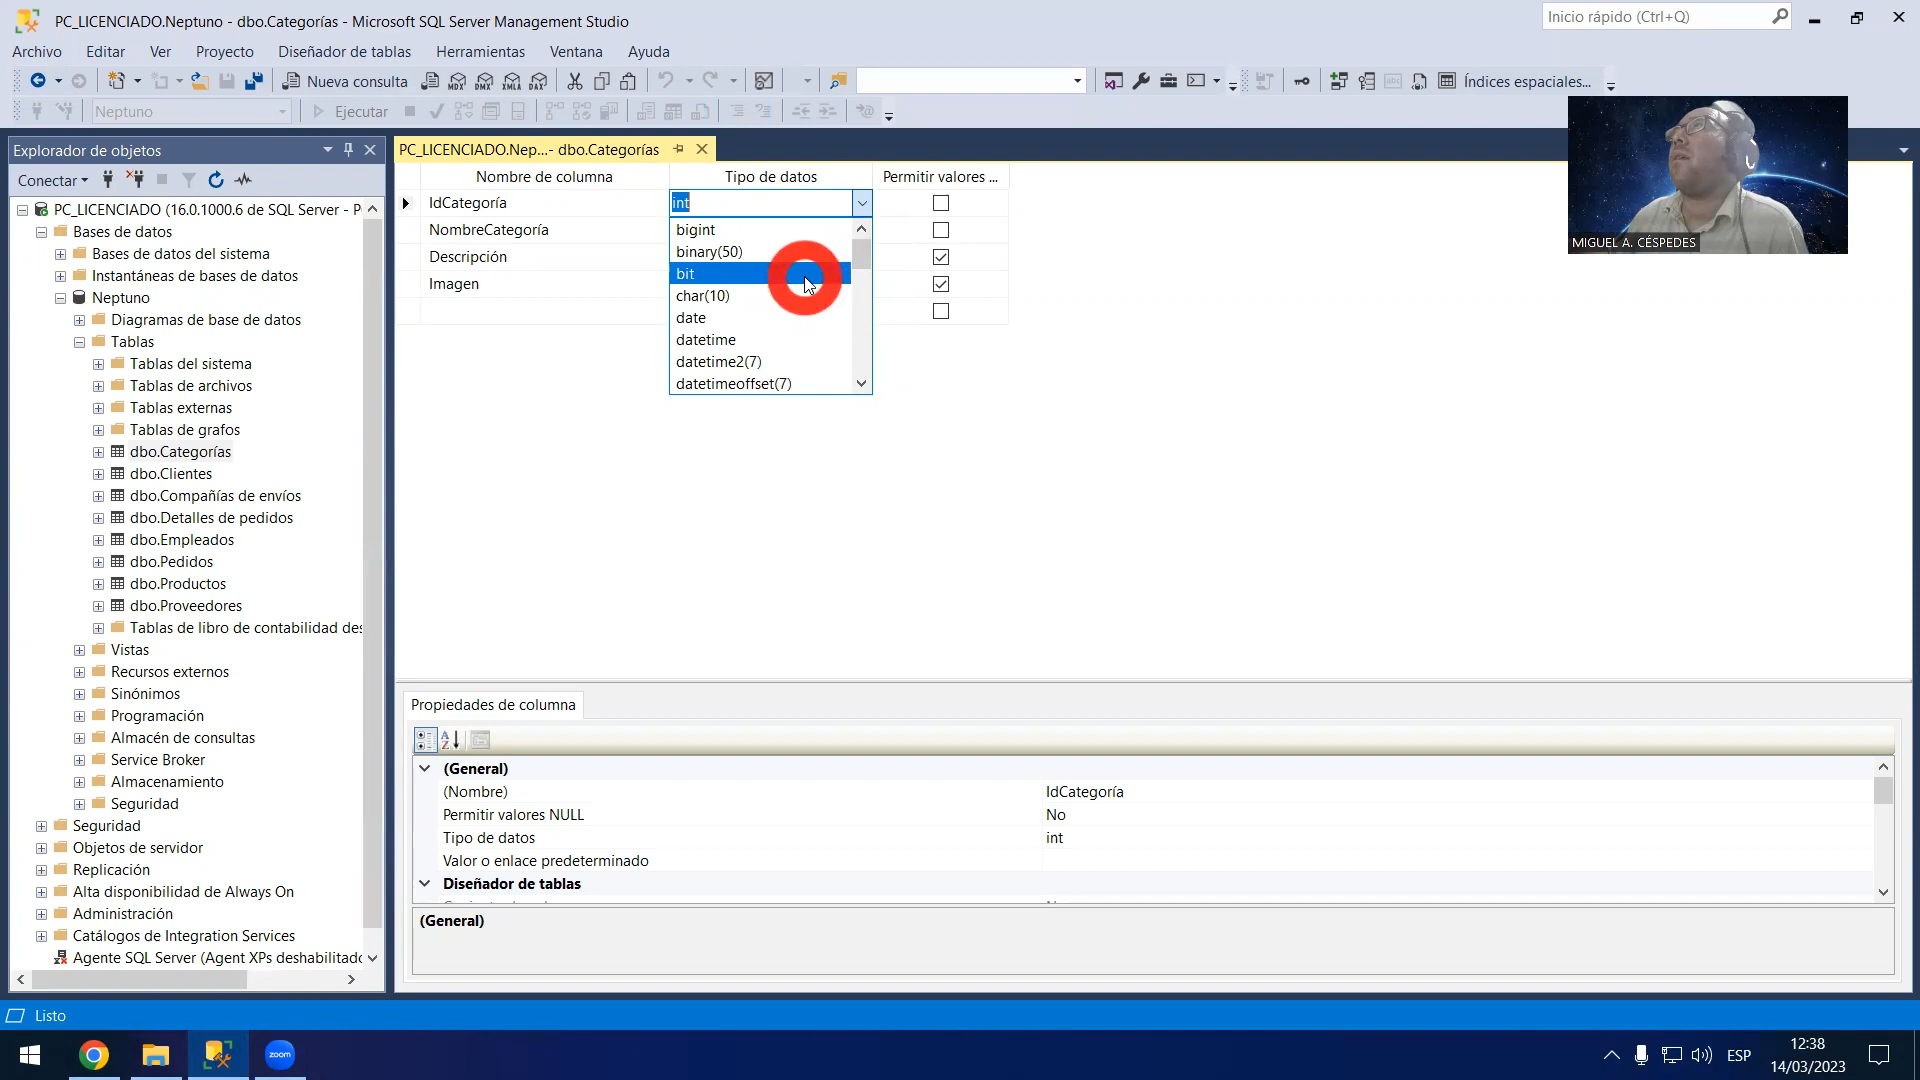 PC_LICENCIADO.Neptuno - dbo.Categorías - Microsoft SQL Server Management Studio
Inicio rápido (Ctrl+Q)
Archivo Editar Ver Proyecto Diseñador de tablas Herramientas Ventana Ayuda
Nueva consulta
MDX DMX XMLA DAX
Índices espaciales...
Neptuno
Ejecutar
Explorador de objetos
Conectar
PC_LICENCIADO (16.0.1000.6 de SQL Server - P
Bases de datos
Bases de datos del sistema
Instantáneas de bases de datos
Neptuno
Diagramas de base de datos
Tablas
Tablas del sistema
Tablas de archivos
Tablas externas
Tablas de grafos
dbo.Categorías
dbo.Clientes
dbo.Compañías de envíos
dbo.Detalles de pedidos
dbo.Empleados
dbo.Pedidos
dbo.Productos
dbo.Proveedores
Tablas de libro de contabilidad des
Vistas
Recursos externos
Sinónimos
Programación
Almacén de consultas
Service Broker
Almacenamiento
Seguridad
Seguridad
Objetos de servidor
Replicación
Alta disponibilidad de Always On
Administración
Catálogos de Integration Services
Agente SQL Server (Agent XPs deshabilitado
PC_LICENCIADO.Nep...- dbo.Categorías
Nombre de columna Tipo de datos Permitir valores ...
IdCategoría int
NombreCategoría
Descripción
Imagen
bigint
binary(50)
bit
char(10)
date
datetime
datetime2(7)
datetimeoffset(7)
MIGUEL A. CÉSPEDES
Propiedades de columna
(General)
(Nombre) IdCategoría
Permitir valores NULL No
Tipo de datos int
Valor o enlace predeterminado
Diseñador de tablas
(General)
Listo
zoom
ESP
12:38
14/03/2023